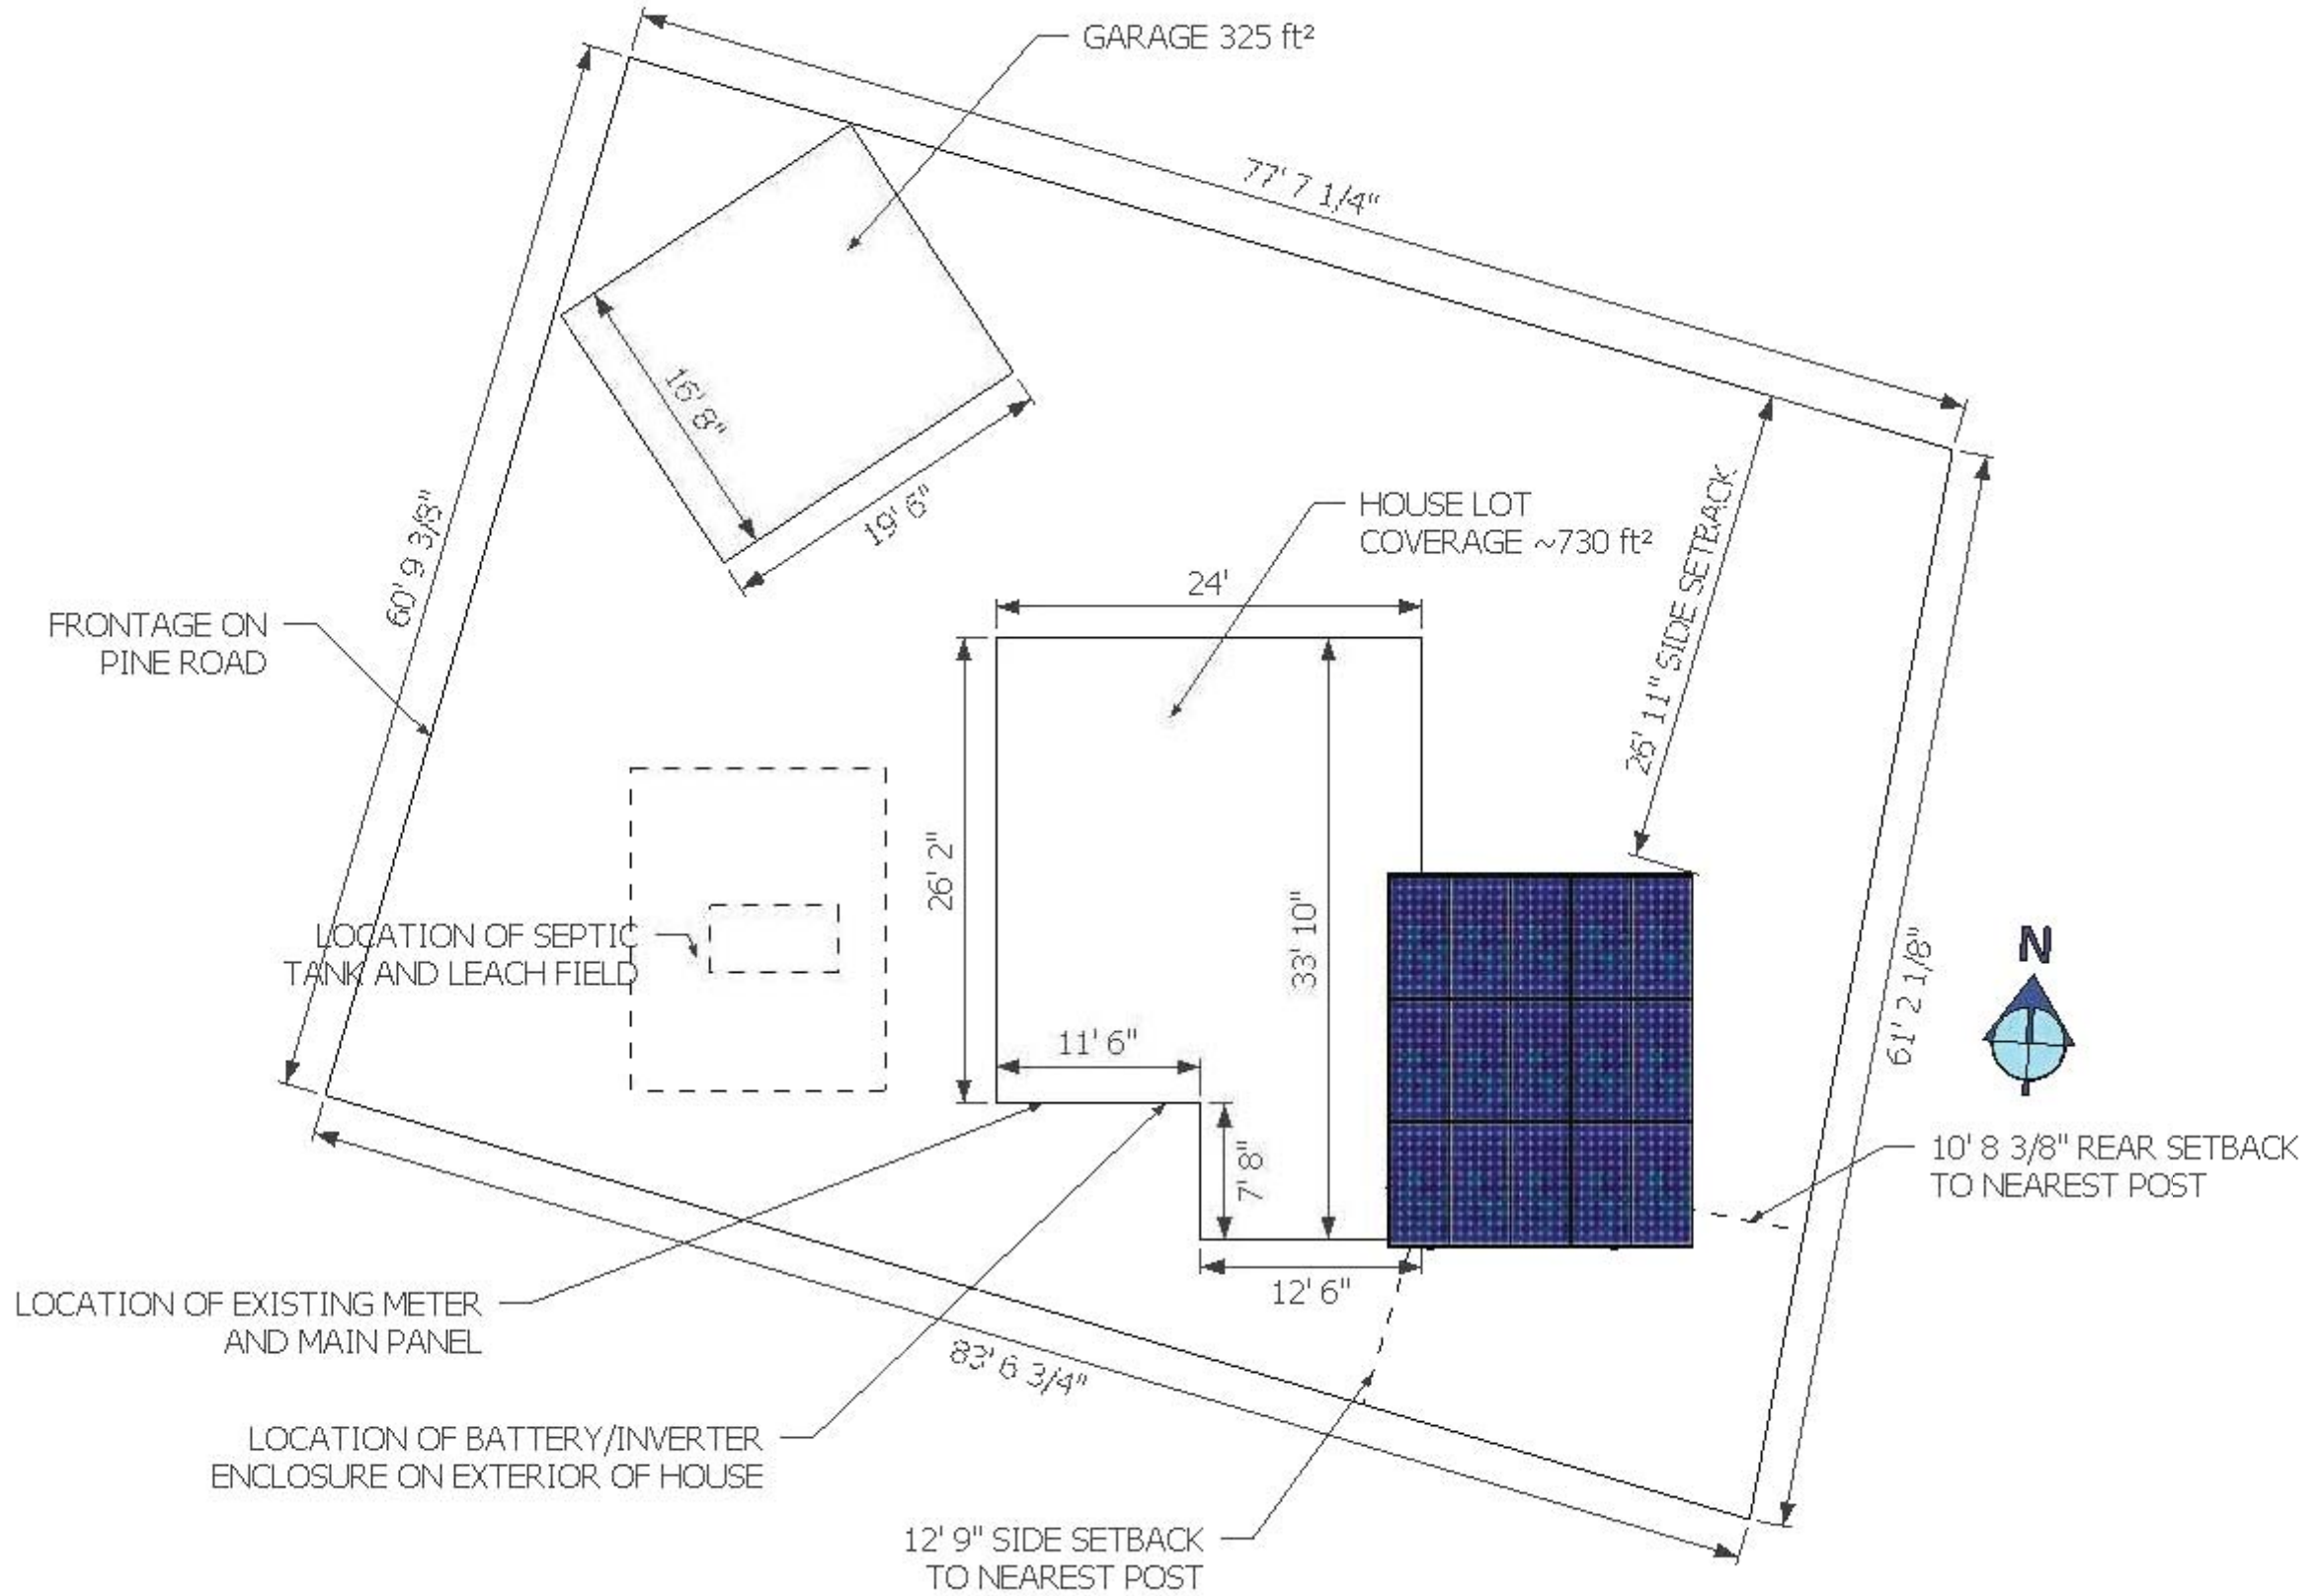 GARAGE 325 ft²
77' 7 1/4"
16' 8"
19' 6"
60' 9 3/8"
HOUSE LOT
COVERAGE ~730 ft²
24'
26' 11" SIDE SETBACK
FRONTAGE ON
PINE ROAD
26' 2"
33' 10"
LOCATION OF SEPTIC
TANK AND LEACH FIELD
N
61' 2 1/8"
11' 6"
7' 8"
10' 8 3/8" REAR SETBACK
TO NEAREST POST
12' 6"
LOCATION OF EXISTING METER
AND MAIN PANEL
83' 6 3/4"
LOCATION OF BATTERY/INVERTER
ENCLOSURE ON EXTERIOR OF HOUSE
12' 9" SIDE SETBACK
TO NEAREST POST